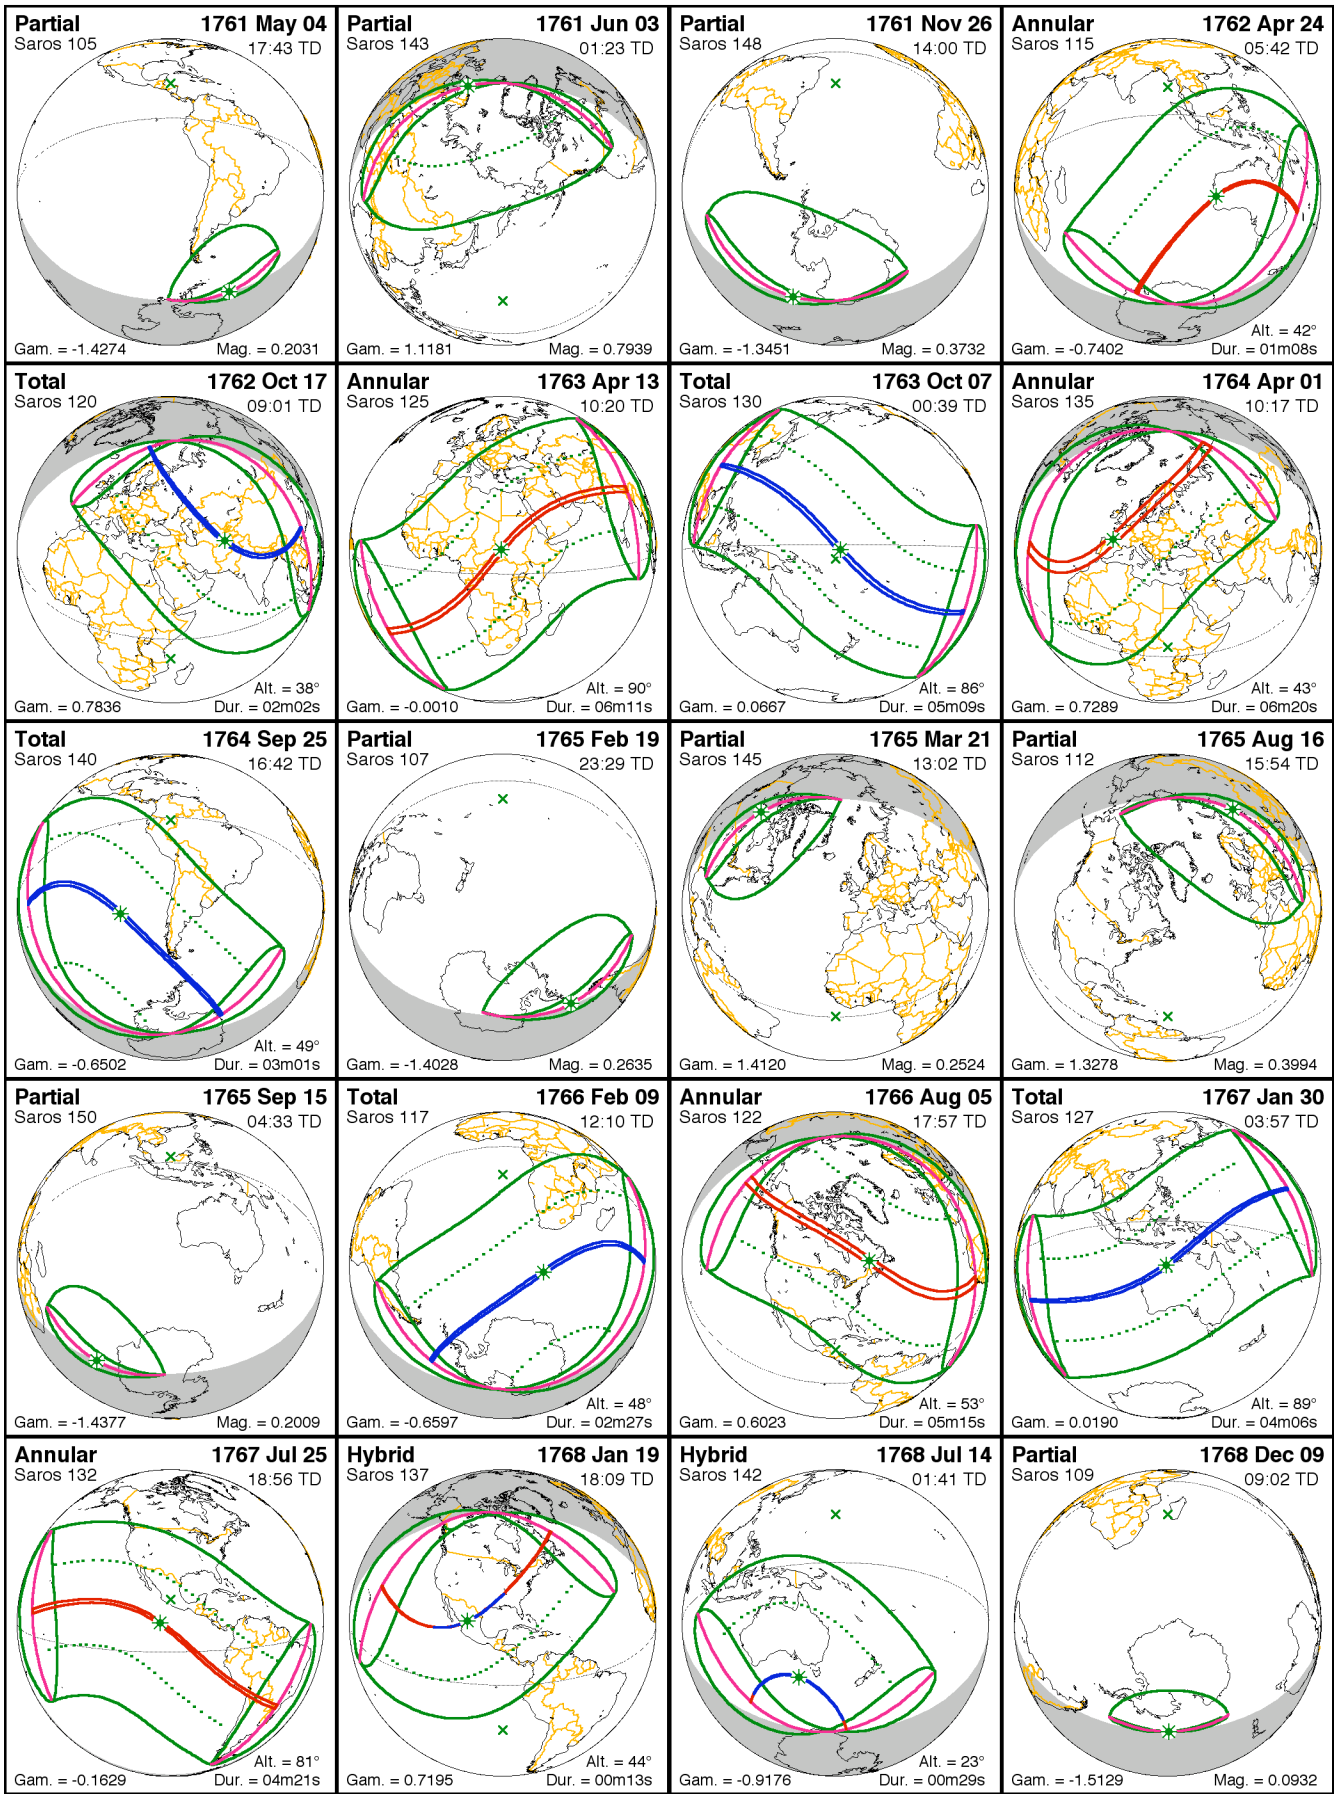 Partial 1761 May 04
Saros 105 17:43 TD
Gam. = -1.4274 Mag. = 0.2031
Partial 1761 Jun 03
Saros 143 01:23 TD
Gam. = 1.1181 Mag. = 0.7939
Partial 1761 Nov 26
Saros 148 14:00 TD
Gam. = -1.3451 Mag. = 0.3732
Annular 1762 Apr 24
Saros 115 05:42 TD
Alt. = 42°
Gam. = -0.7402 Dur. = 01m08s
Total 1762 Oct 17
Saros 120 09:01 TD
Alt. = 38°
Gam. = 0.7836 Dur. = 02m02s
Annular 1763 Apr 13
Saros 125 10:20 TD
Alt. = 90°
Gam. = -0.0010 Dur. = 06m11s
Total 1763 Oct 07
Saros 130 00:39 TD
Alt. = 86°
Gam. = 0.0667 Dur. = 05m09s
Annular 1764 Apr 01
Saros 135 10:17 TD
Alt. = 43°
Gam. = 0.7289 Dur. = 06m20s
Total 1764 Sep 25
Saros 140 16:42 TD
Alt. = 49°
Gam. = -0.6502 Dur. = 03m01s
Partial 1765 Feb 19
Saros 107 23:29 TD
Gam. = -1.4028 Mag. = 0.2635
Partial 1765 Mar 21
Saros 145 13:02 TD
Gam. = 1.4120 Mag. = 0.2524
Partial 1765 Aug 16
Saros 112 15:54 TD
Gam. = 1.3278 Mag. = 0.3994
Partial 1765 Sep 15
Saros 150 04:33 TD
Gam. = -1.4377 Mag. = 0.2009
Total 1766 Feb 09
Saros 117 12:10 TD
Alt. = 48°
Gam. = -0.6597 Dur. = 02m27s
Annular 1766 Aug 05
Saros 122 17:57 TD
Alt. = 53°
Gam. = 0.6023 Dur. = 05m15s
Total 1767 Jan 30
Saros 127 03:57 TD
Alt. = 89°
Gam. = 0.0190 Dur. = 04m06s
Annular 1767 Jul 25
Saros 132 18:56 TD
Alt. = 81°
Gam. = -0.1629 Dur. = 04m21s
Hybrid 1768 Jan 19
Saros 137 18:09 TD
Alt. = 44°
Gam. = 0.7195 Dur. = 00m13s
Hybrid 1768 Jul 14
Saros 142 01:41 TD
Alt. = 23°
Gam. = -0.9176 Dur. = 00m29s
Partial 1768 Dec 09
Saros 109 09:02 TD
Gam. = -1.5129 Mag. = 0.0932